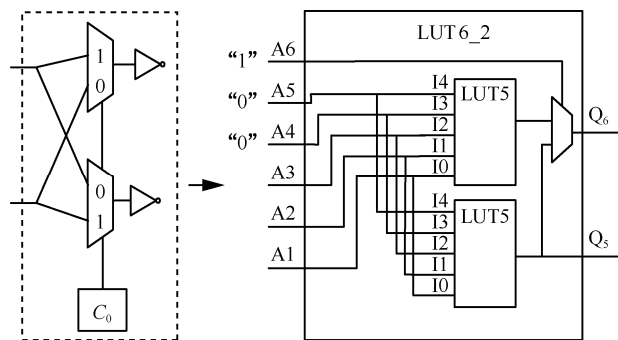 1
0
0
1
C0
LUT6_2
“1” A6
“0” A5
“0” A4
A3
A2
A1
I4
I3
I2
I1
I0
LUT5
I4
I3
I2
I1
I0
LUT5
Q6
Q5